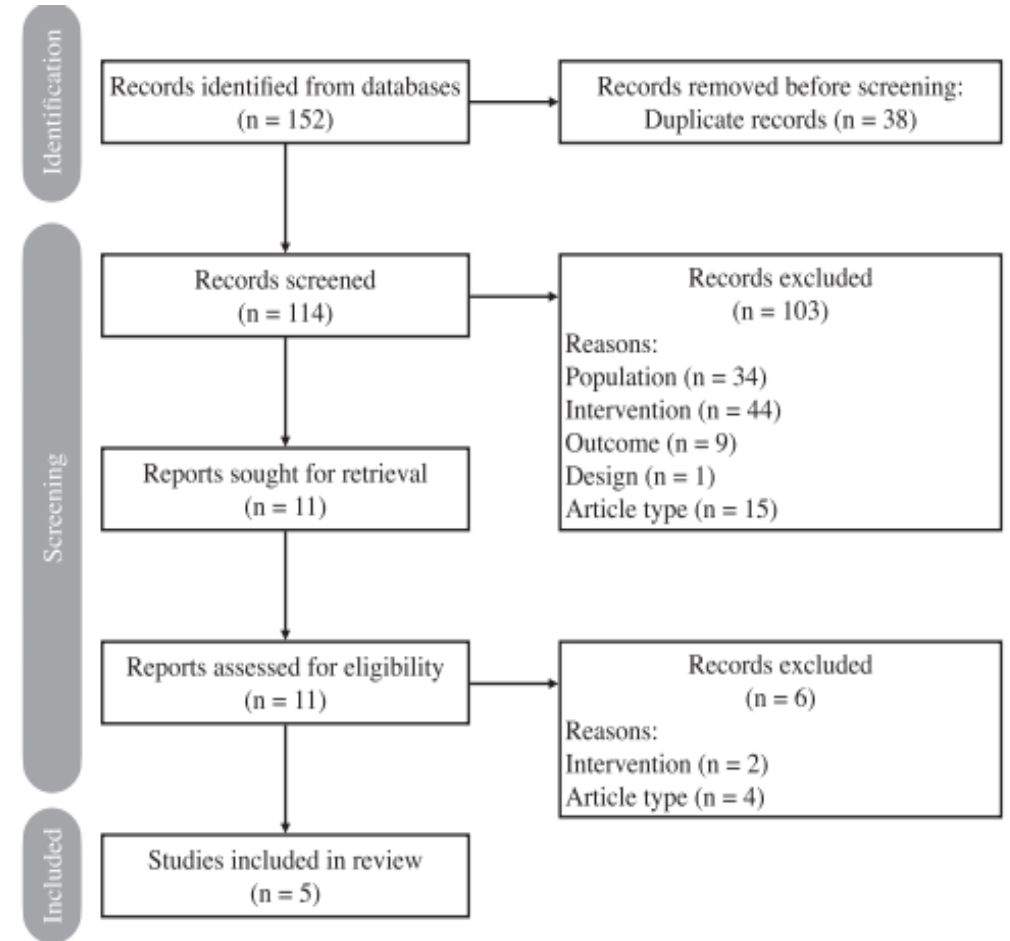 Identification
Records identified from databases
(n = 152)
Records removed before screening:
Duplicate records (n = 38)
Screening
Records screened
(n = 114)
Records excluded
(n = 103)
Reasons:
Population (n = 34)
Intervention (n = 44)
Outcome (n = 9)
Design (n = 1)
Article type (n = 15)
Reports sought for retrieval
(n = 11)
Reports assessed for eligibility
(n = 11)
Records excluded
(n = 6)
Reasons:
Intervention (n = 2)
Article type (n = 4)
Included
Studies included in review
(n = 5)